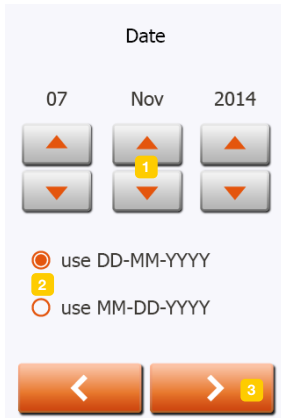 Date
07 Nov 2014
1
use DD-MM-YYYY
2
use MM-DD-YYYY
3